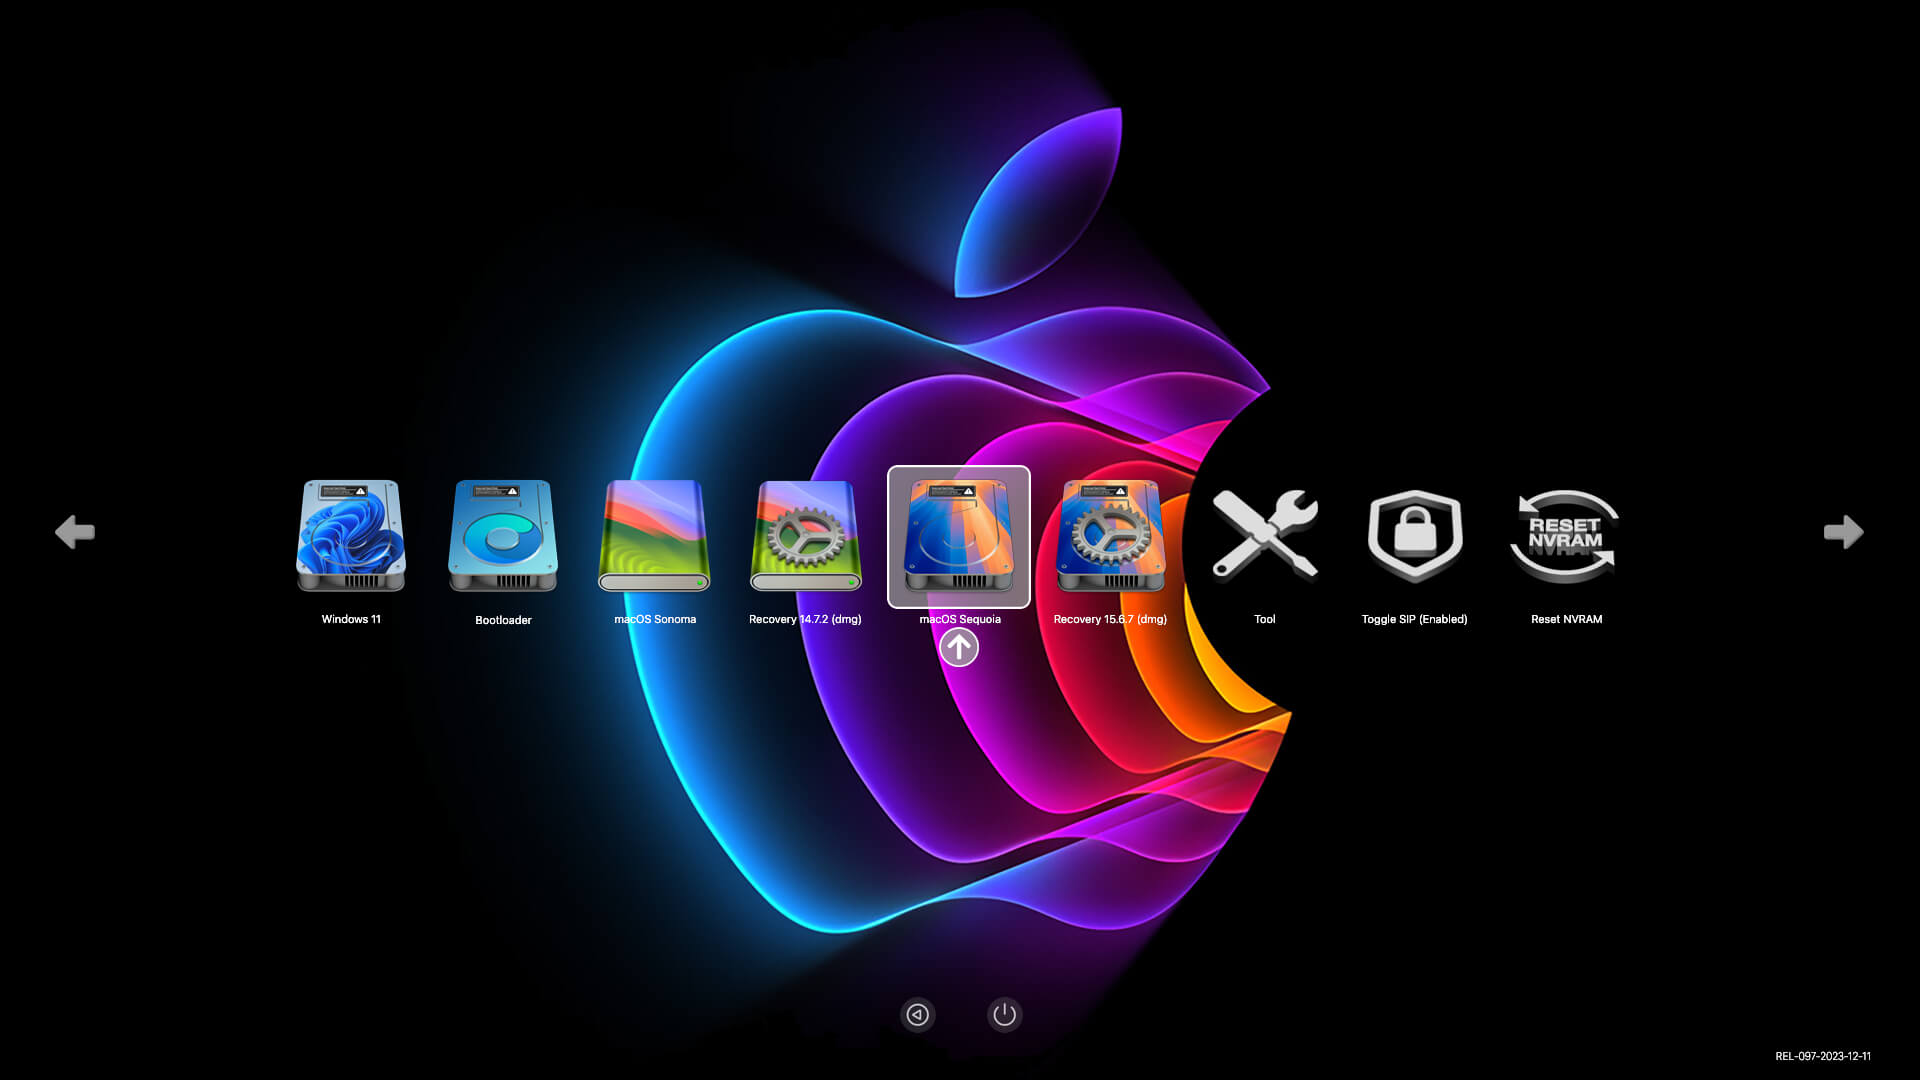 RESET
NVRAM
Windows 11
Bootloader
macOS Sonoma
Recovery 14.7.2 (dmg)
macOS Sequoia
Recovery 15.6.7 (dmg)
Tool
Toggle SIP (Enabled)
Reset NVRAM
REL-097-2023-12-11